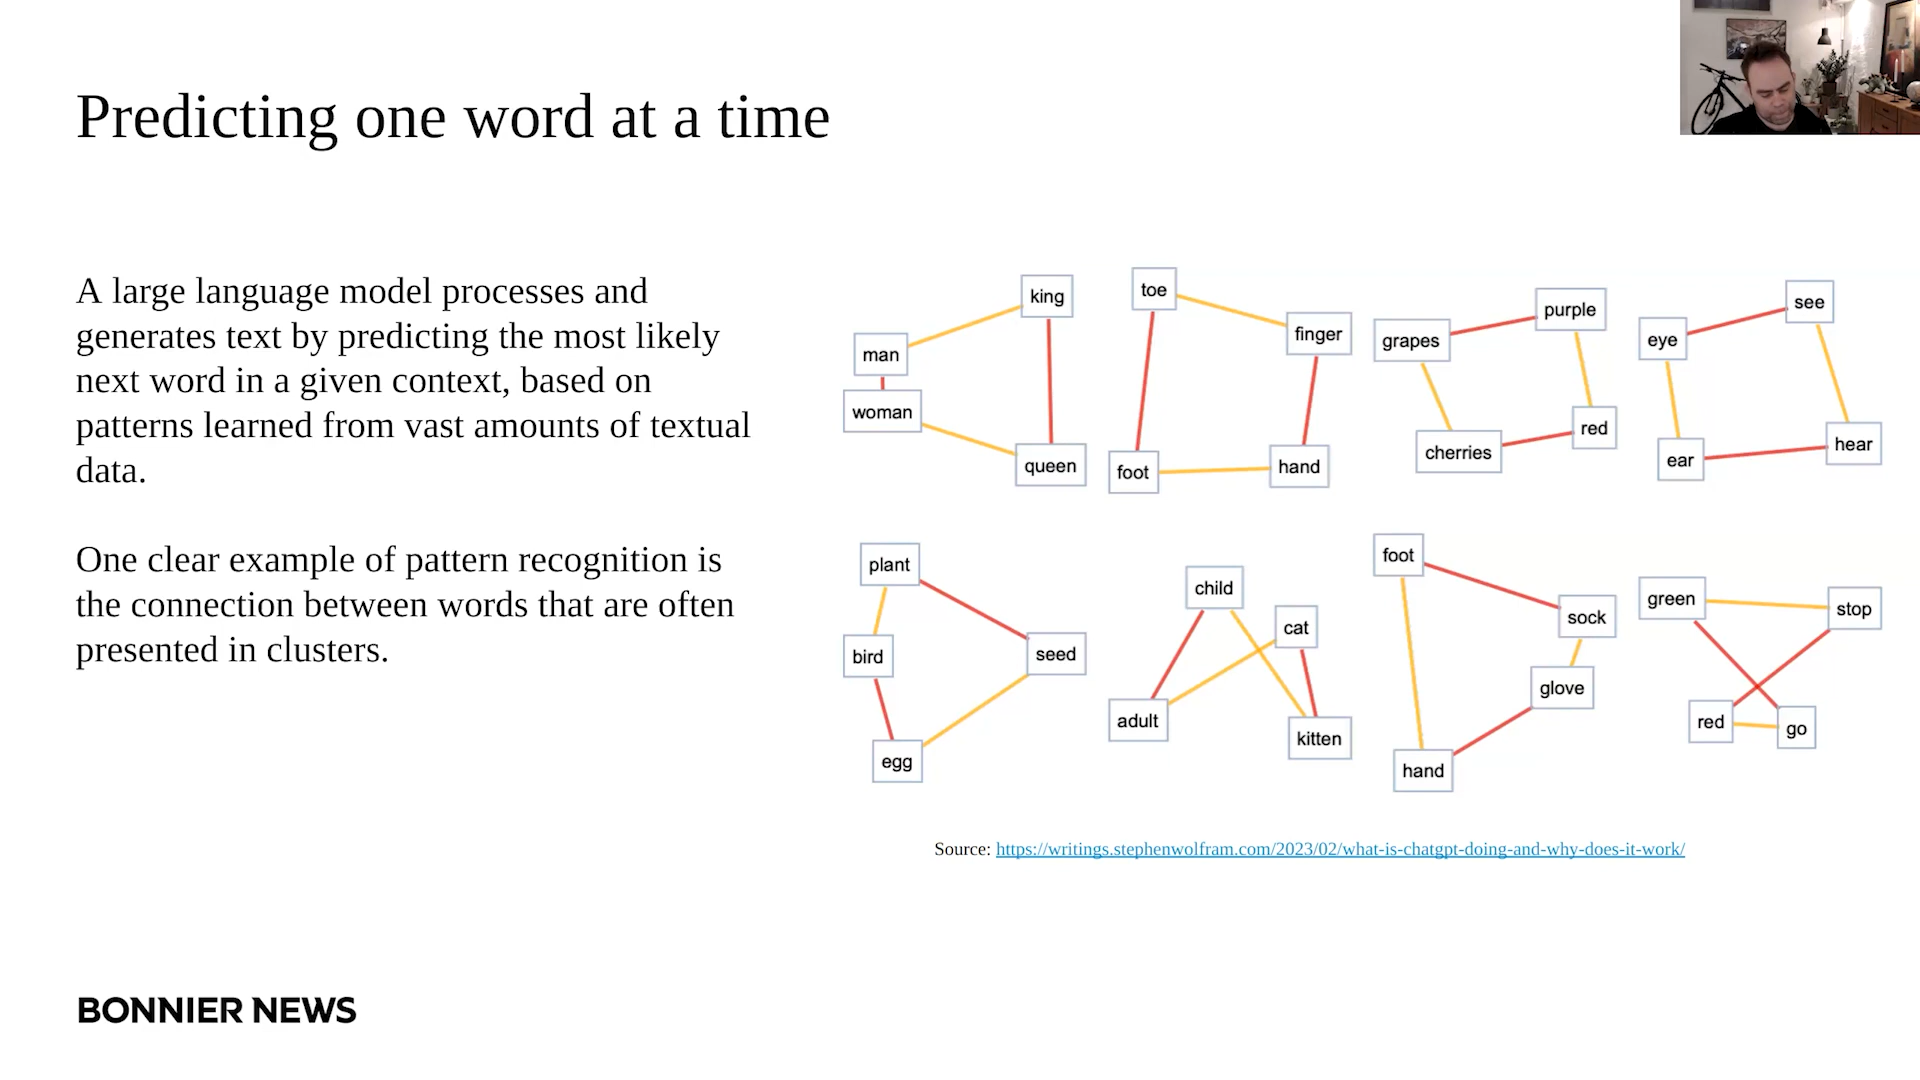 Predicting one word at a time
A large language model processes and
generates text by predicting the most likely
next word in a given context, based on
patterns learned from vast amounts of textual
data.
One clear example of pattern recognition is
the connection between words that are often
presented in clusters.
king
man
woman
queen
toe
finger
foot
hand
purple
grapes
red
cherries
see
eye
hear
ear
plant
bird
seed
egg
child
cat
adult
kitten
foot
sock
glove
hand
green
stop
red
go
Source: https://writings.stephenwolfram.com/2023/02/what-is-chatgpt-doing-and-why-does-it-work/
BONNIER NEWS